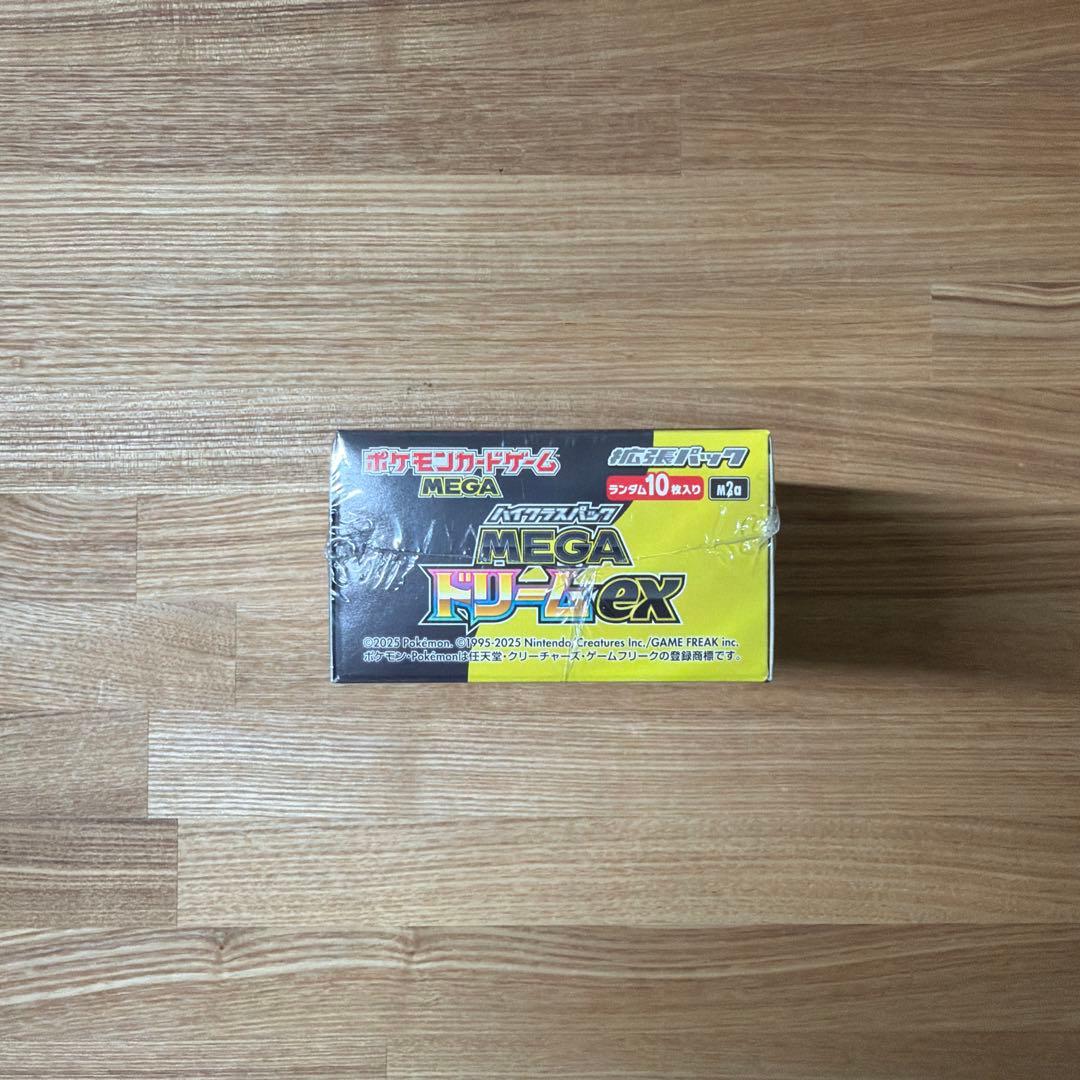 ポケモンカードゲーム
MEGA
拡張パック
ランダム10枚入り M2a
ハイクラスパック
MEGA
ドリームex
©2025 Pokémon. ©1995-2025 Nintendo/Creatures Inc./GAME FREAK inc.
ポケモン・Pokémonは任天堂・クリーチャーズ・ゲームフリークの登録商標です。